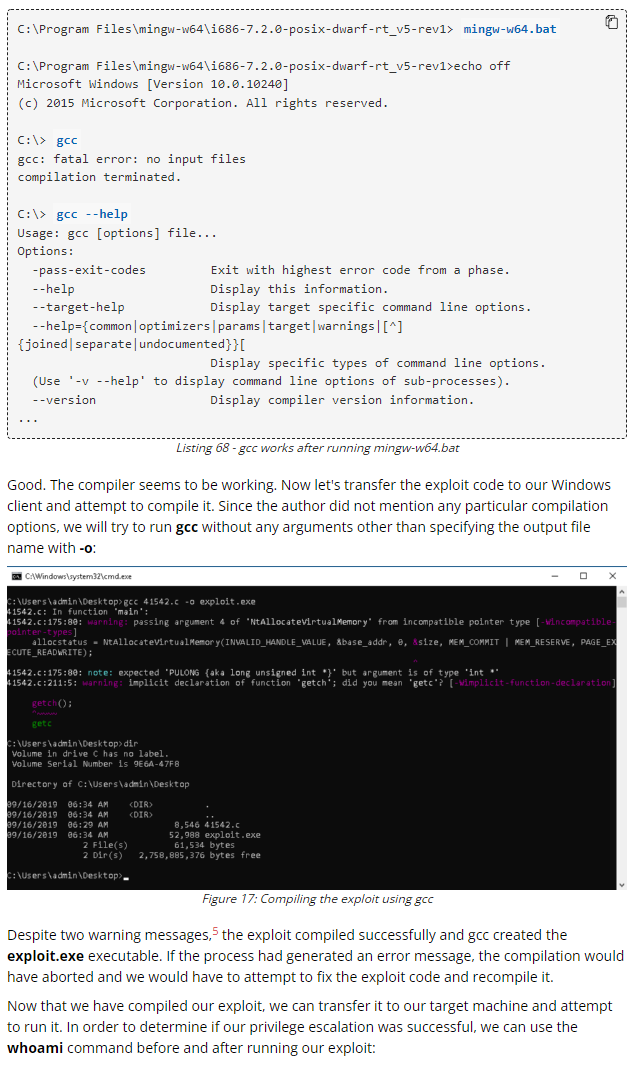 C:\Program Files\mingw-w64\i686-7.2.0-posix-dwarf-rt_v5-rev1> mingw-w64.bat
C:\Program Files\mingw-w64\i686-7.2.0-posix-dwarf-rt_v5-rev1>echo off
Microsoft Windows [Version 10.0.10240]
(c) 2015 Microsoft Corporation. All rights reserved.
C:\> gcc
gcc: fatal error: no input files
compilation terminated.
C:\> gcc --help
Usage: gcc [options] file...
Options:
-pass-exit-codes Exit with highest error code from a phase.
--help Display this information.
--target-help Display target specific command line options.
--help={common|optimizers|params|target|warnings|[^]
{joined|separate|undocumented}}[
Display specific types of command line options.
(Use '-v --help' to display command line options of sub-processes).
--version Display compiler version information.
...
Listing 68 - gcc works after running mingw-w64.bat
Good. The compiler seems to be working. Now let's transfer the exploit code to our Windows
client and attempt to compile it. Since the author did not mention any particular compilation
options, we will try to run gcc without any arguments other than specifying the output file
name with -o:
C:\Windows\system32\cmd.exe
C:\Users\admin\Desktop>gcc 41542.c -o exploit.exe
41542.c: In function 'main':
41542.c:175:80: warning: passing argument 4 of 'NtAllocateVirtualMemory' from incompatible pointer type [-Wincompatible-
pointer-types]
allocstatus = NtAllocateVirtualMemory(INVALID_HANDLE_VALUE, &base_addr, 0, &size, MEM_COMMIT | MEM_RESERVE, PAGE_EX
ECUTE_READWRITE);
^
41542.c:175:80: note: expected 'PULONG {aka long unsigned int *}' but argument is of type 'int *'
41542.c:211:5: warning: implicit declaration of function 'getch'; did you mean 'getc'? [-Wimplicit-function-declaration]
getch();
^~~~~
getc
C:\Users\admin\Desktop>dir
Volume in drive C has no label.
Volume Serial Number is 9E6A-47F8
Directory of C:\Users\admin\Desktop
09/16/2019 06:34 AM <DIR> .
09/16/2019 06:34 AM <DIR> ..
09/16/2019 06:29 AM 8,546 41542.c
09/16/2019 06:34 AM 52,988 exploit.exe
2 File(s) 61,534 bytes
2 Dir(s) 2,758,885,376 bytes free
C:\Users\admin\Desktop>_
Figure 17: Compiling the exploit using gcc
Despite two warning messages,5 the exploit compiled successfully and gcc created the
exploit.exe executable. If the process had generated an error message, the compilation would
have aborted and we would have to attempt to fix the exploit code and recompile it.
Now that we have compiled our exploit, we can transfer it to our target machine and attempt
to run it. In order to determine if our privilege escalation was successful, we can use the
whoami command before and after running our exploit: